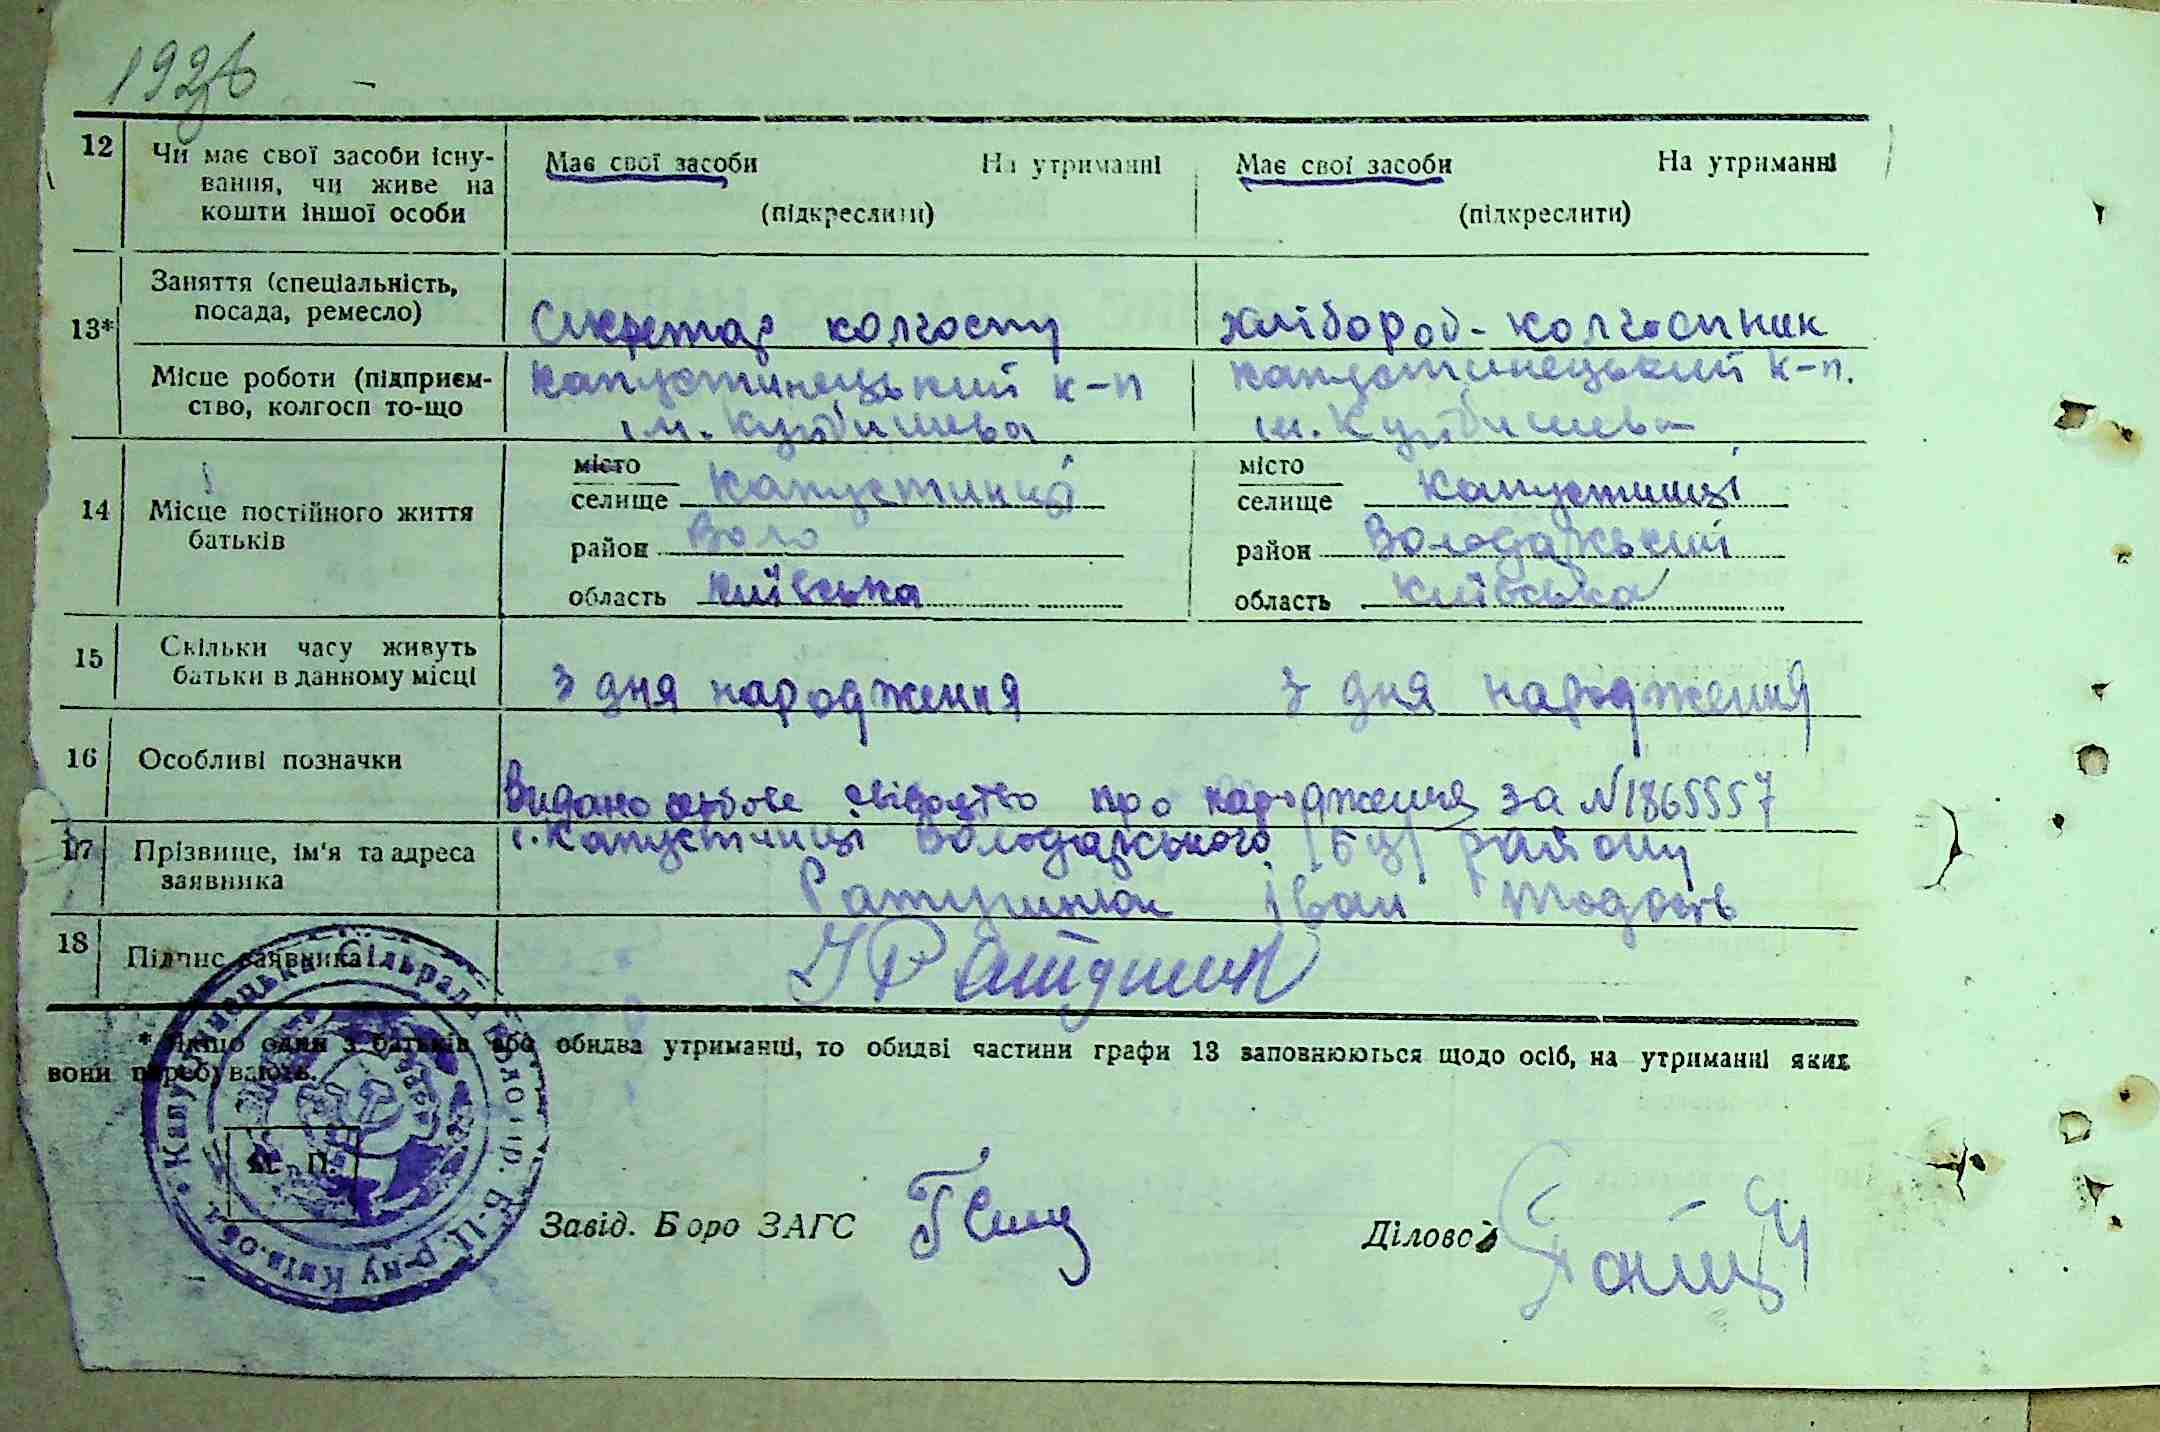 1926
12
Чи має свої засоби існу-
вання, чи живе на
кошти іншої особи
Має свої засоби На утриманні
(підкреслити)
Має свої засоби На утриманні
(підкреслити)
13*
Заняття (спеціальність,
посада, ремесло)
Секретар колгоспу
хлібороб-колгоспник
Місце роботи (підприєм-
ство, колгосп то-що
Капустинецький к-п
ім. Куйбишева
Капустинецький к-п.
ім. Куйбишева
14
Місце постійного життя
батьків
місто
селище Капустинці
район Воло
область Київська
місто
селище Капустинці
район Володарський
область Київська
15
Скільки часу живуть
батьки в данному місці
З дня народження
З дня народження
16
Особливі позначки
Видано свідоцтво про народження за №1865557
17
Прізвище, ім'я та адреса
заявника
с. Капустинці Володарського (БЦ) району
Іван
18
Підпис заявника
* Якщо один з батьків або обидва утриманці, то обидві частини графи 13 заповнюються щодо осіб, на утриманні яких
вони перебувають.
М. П.
Завід. Бюро ЗАГС
Діловод